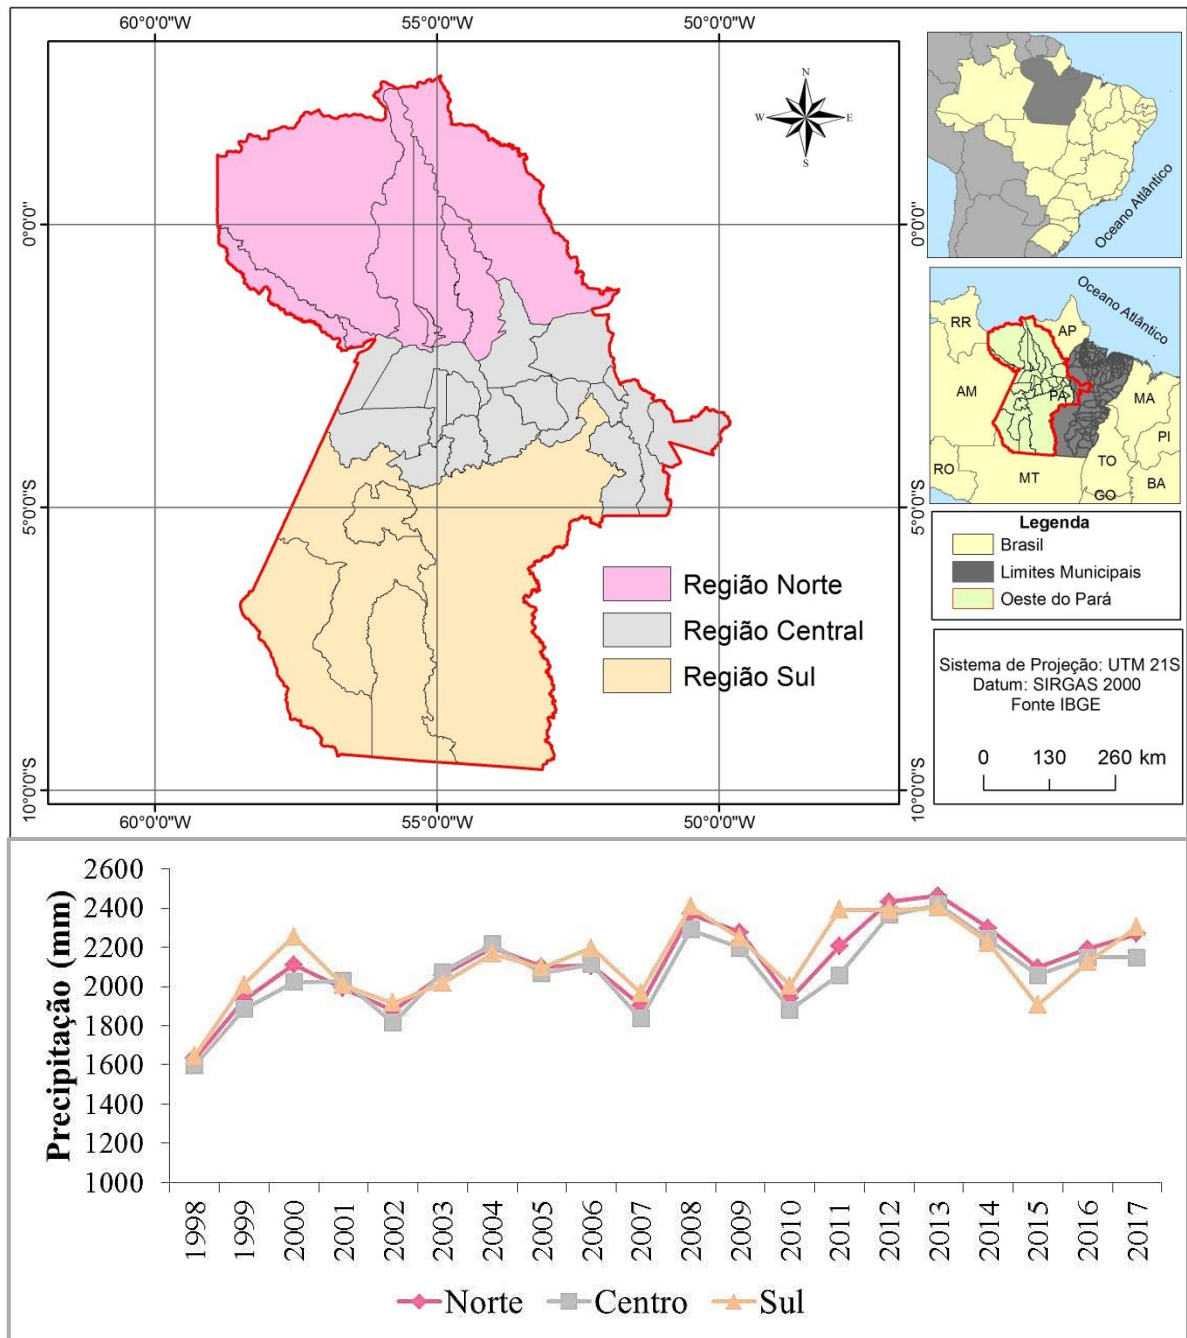 60°0'0"W 55°0'0"W 50°0'0"W
0°0'0"
5°0'0"S
10°0'0"S
N
W E
S
Região Norte
Região Central
Região Sul
0°0'0"
5°0'0"S
10°0'0"S
60°0'0"W 55°0'0"W 50°0'0"W
Oceano Atlântico
Oceano Atlântico
RR
AP
AM
PA
MA
PI
TO
RO
MT
GO
BA
Legenda
Brasil
Limites Municipais
Oeste do Pará
Sistema de Projeção: UTM 21S
Datum: SIRGAS 2000
Fonte IBGE
0 130 260 km
Precipitação (mm)
2600
2400
2200
2000
1800
1600
1400
1200
1000
1998 1999 2000 2001 2002 2003 2004 2005 2006 2007 2008 2009 2010 2011 2012 2013 2014 2015 2016 2017
Norte Centro Sul